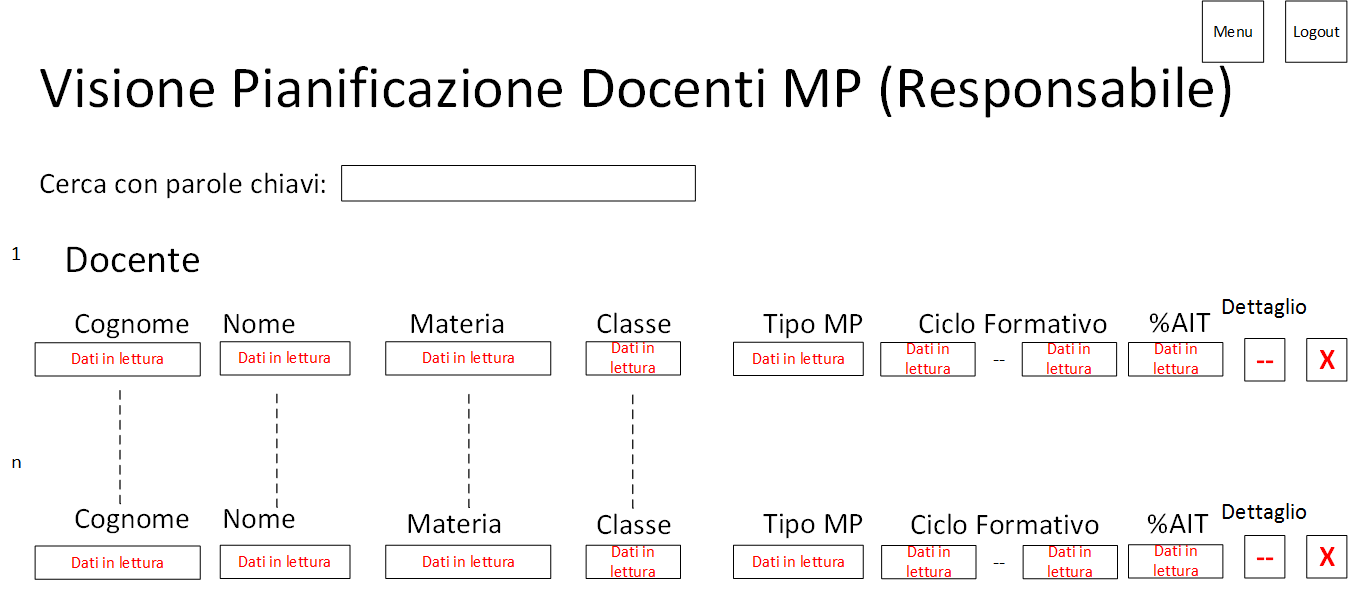 Menu Logout
Visione Pianificazione Docenti MP (Responsabile)
Cerca con parole chiavi:
1 Docente
Cognome Nome Materia Classe Tipo MP Ciclo Formativo %AIT Dettaglio
Dati in lettura Dati in lettura Dati in lettura Dati in lettura Dati in lettura Dati in lettura -- Dati in lettura Dati in lettura -- X
n
Cognome Nome Materia Classe Tipo MP Ciclo Formativo %AIT Dettaglio
Dati in lettura Dati in lettura Dati in lettura Dati in lettura Dati in lettura Dati in lettura -- Dati in lettura Dati in lettura -- X